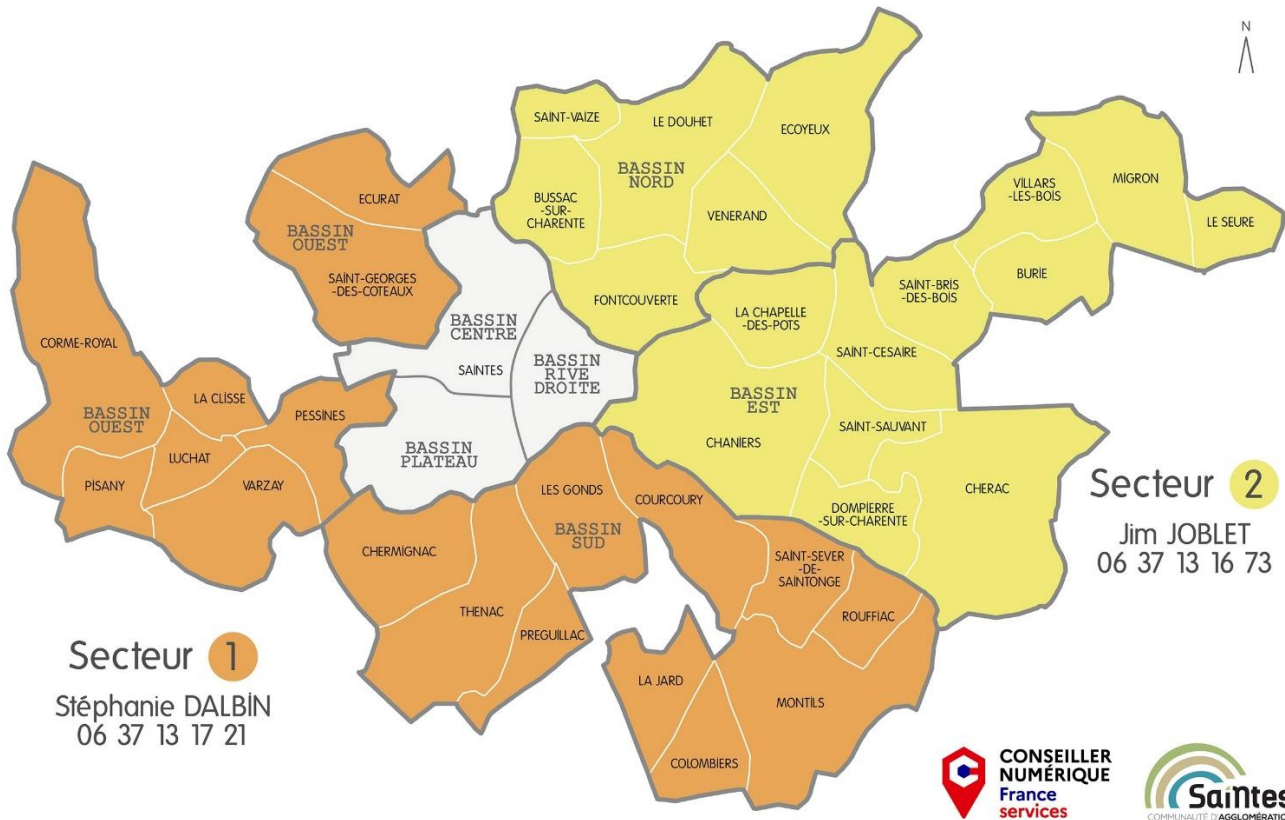 N
SAINT-VAIZE
LE DOUHET
ECOYEUX
BASSIN
NORD
BUSSAC
-SUR-
CHARENTE
VENERAND
FONTCOUVERTE
VILLARS
-LES-BOIS
MIGRON
LE SEURE
SAINT-BRIS
-DES-BOIS
BURIE
ECURAT
BASSIN
OUEST
SAINT-GEORGES
-DES-COTEAUX
BASSIN
CENTRE
SAINTES
BASSIN
RIVE
DROITE
BASSIN
PLATEAU
LA CHAPELLE
-DES-POTS
SAINT-CESAIRE
BASSIN
EST
CHANIERS
SAINT-SAUVANT
DOMPIERRE
-SUR-CHARENTE
CHERAC
CORME-ROYAL
LA CLISSE
BASSIN
OUEST
PESSINES
LUCHAT
PISANY
VARZAY
LES GONDS
COURCOURY
BASSIN
SUD
CHERMIGNAC
THENAC
PREGUILLAC
SAINT-SEVER
-DE-
SAINTONGE
ROUFFIAC
LA JARD
MONTILS
COLOMBIERS
Secteur 2
Jim JOBLET
06 37 13 16 73
Secteur 1
Stéphanie DALBIN
06 37 13 17 21
CONSEILLER
NUMÉRIQUE
France
services
Saintes
COMMUNAUTÉ D'AGGLOMÉRATION